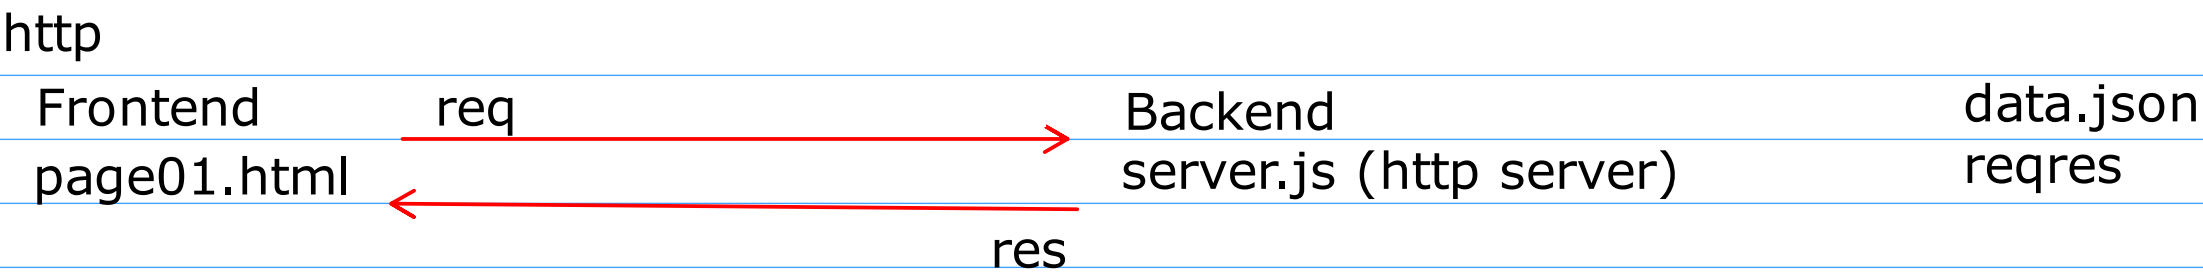 http
Frontend req Backend data.json
page01.html server.js (http server) reqres
res